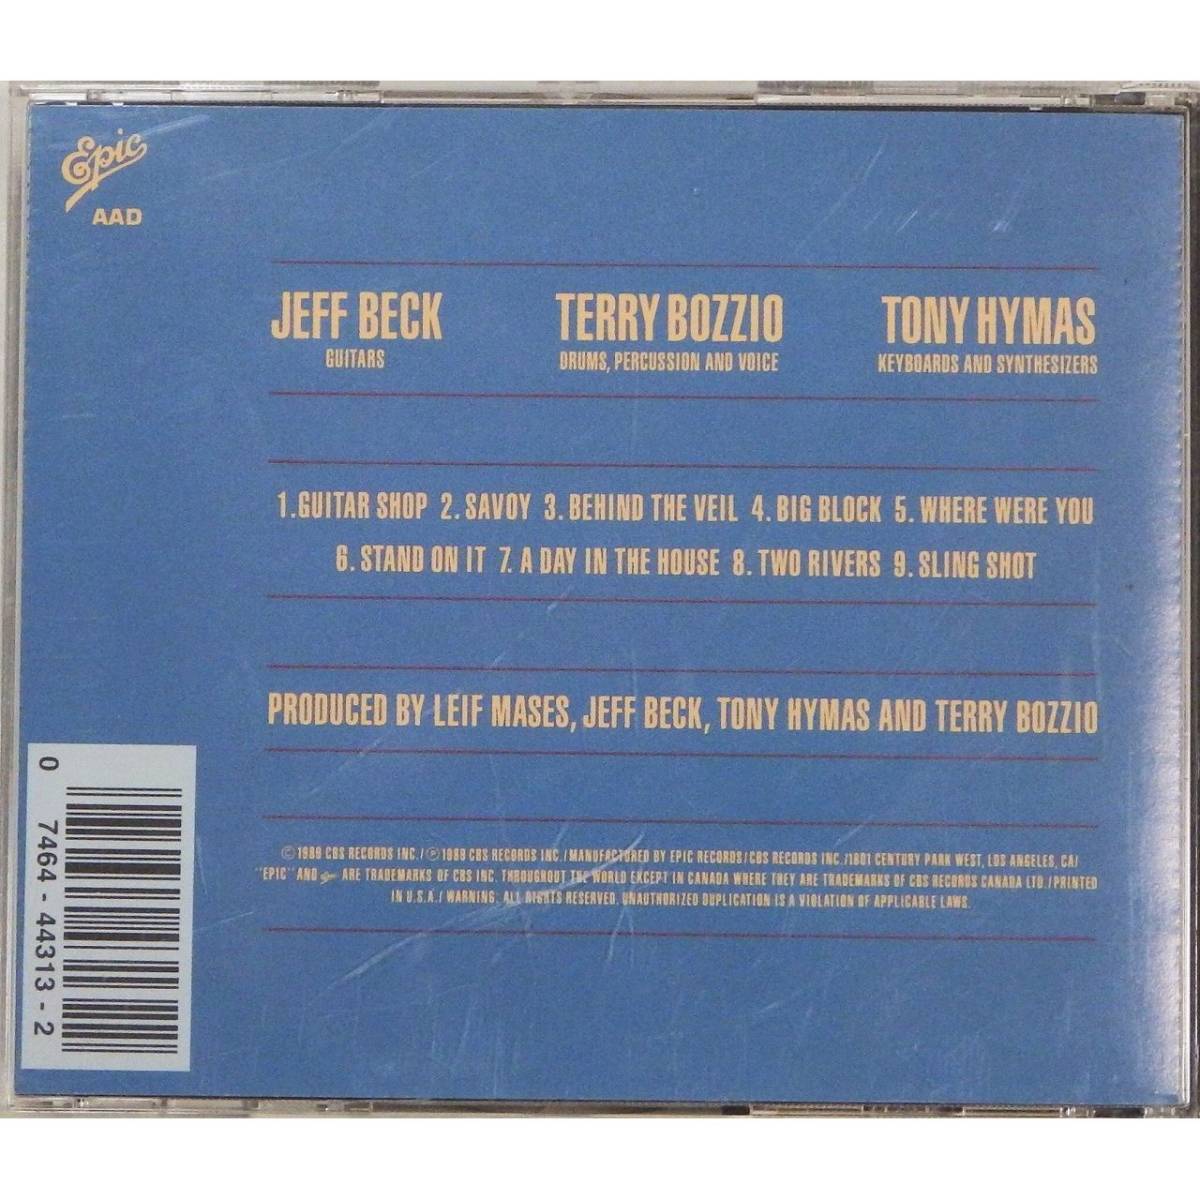 Epic
AAD
JEFF BECK TERRY BOZZIO TONY HYMAS
GUITARS DRUMS, PERCUSSION AND VOICE KEYBOARDS AND SYNTHESIZERS
1.GUITAR SHOP 2. SAVOY 3. BEHIND THE VEIL 4. BIG BLOCK 5. WHERE WERE YOU
6. STAND ON IT 7. A DAY IN THE HOUSE 8. TWO RIVERS 9. SLING SHOT
PRODUCED BY LEIF MASES, JEFF BECK, TONY HYMAS AND TERRY BOZZIO
© 1989 CBS RECORDS INC./ ℗ 1989 CBS RECORDS INC./MANUFACTURED BY EPIC RECORDS/CBS RECORDS INC./1801 CENTURY PARK WEST, LOS ANGELES, CA/
"EPIC" AND Epic ARE TRADEMARKS OF CBS INC. THROUGHOUT THE WORLD EXCEPT IN CANADA WHERE THEY ARE TRADEMARKS OF CBS RECORDS CANADA LTD./PRINTED
IN U.S.A./ WARNING: ALL RIGHTS RESERVED. UNAUTHORIZED DUPLICATION IS A VIOLATION OF APPLICABLE LAWS.
0 7464-44313-2